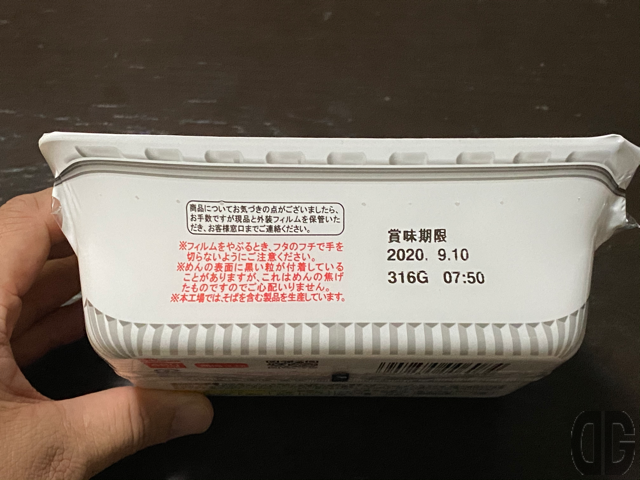 商品についてお気づきの点がございましたら、
お手数ですが現品と外装フィルムを保管いた
だき、お客様窓口までご連絡ください。
※フィルムをやぶるとき、フタのフチで手を
切らないようにご注意ください。
※めんの表面に黒い粒が付着している
ことがありますが、これはめんの焦げ
たものですのでご心配いりません。
※本工場では、そばを含む製品を生産しています。
賞味期限
2020. 9.10
316G 07:50